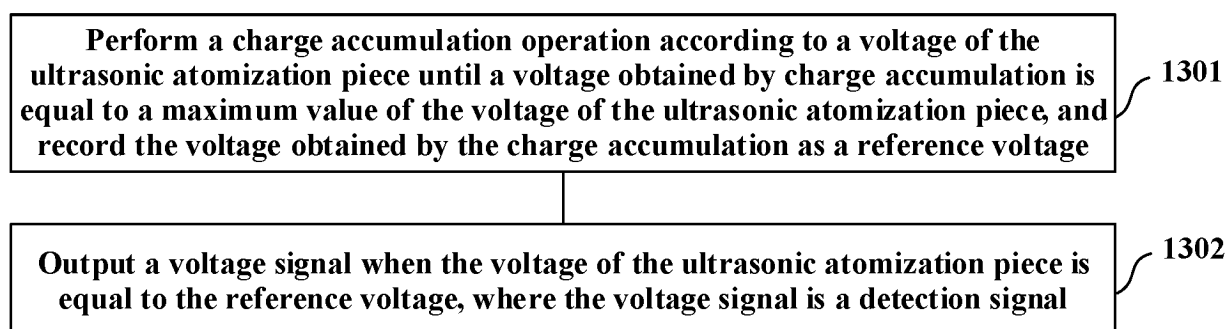 Perform a charge accumulation operation according to a voltage of the
ultrasonic atomization piece until a voltage obtained by charge accumulation is
equal to a maximum value of the voltage of the ultrasonic atomization piece, and
record the voltage obtained by the charge accumulation as a reference voltage
1301
Output a voltage signal when the voltage of the ultrasonic atomization piece is
equal to the reference voltage, where the voltage signal is a detection signal
1302